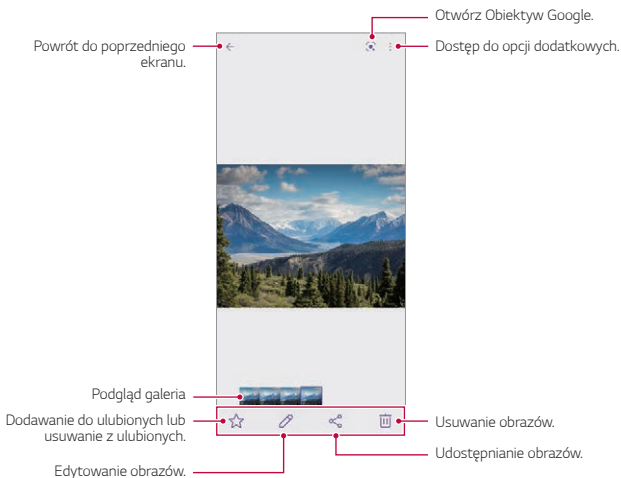 Otwórz Obiektyw Google.
Powrót do poprzedniego
ekranu.
Dostęp do opcji dodatkowych.
Podgląd galeria
Dodawanie do ulubionych lub
usuwanie z ulubionych.
Usuwanie obrazów.
Udostępnianie obrazów.
Edytowanie obrazów.